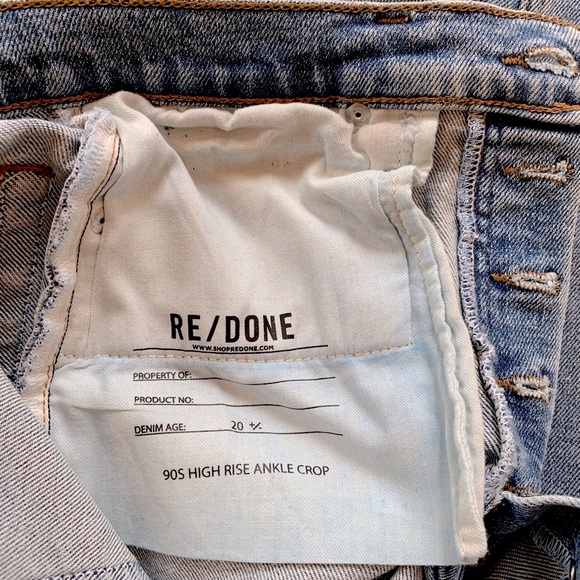 RE/DONE
WWW.SHOPREDONE.COM
PROPERTY OF:
PRODUCT NO:
DENIM AGE: 20 +/-
90S HIGH RISE ANKLE CROP